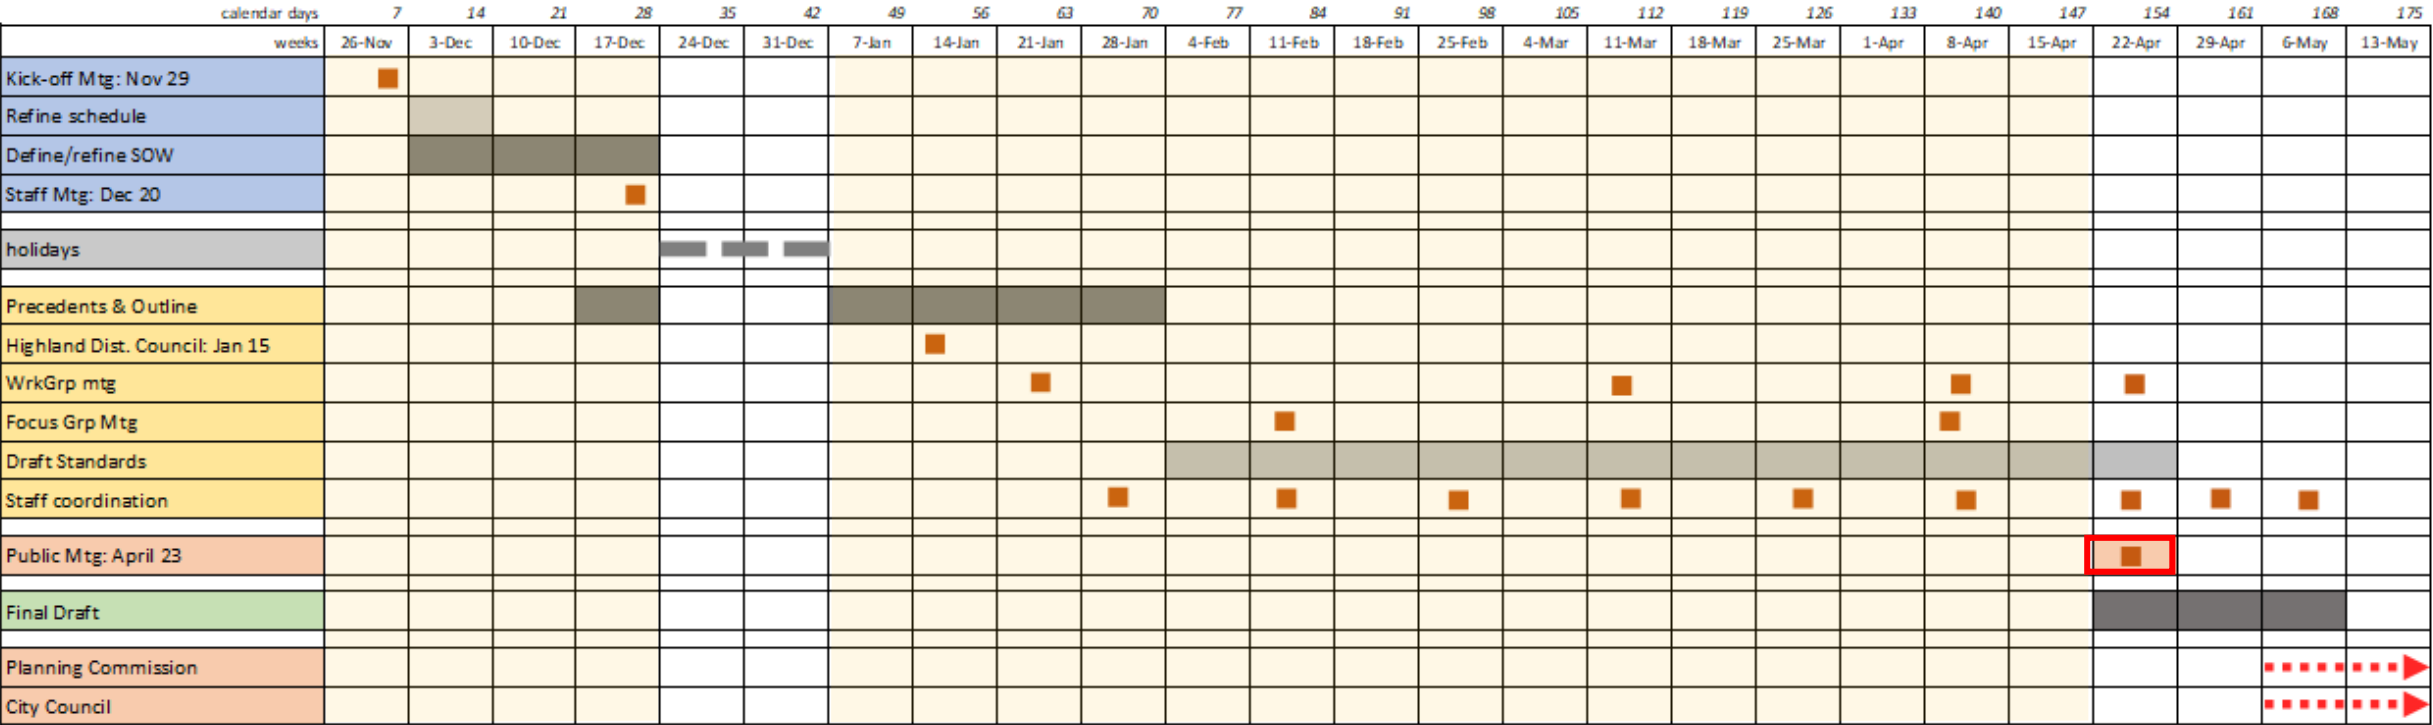 calendar days 7 14 21 28 35 42 49 56 63 70 77 84 91 98 105 112 119 126 133 140 147 154 161 168 175
weeks 26-Nov 3-Dec 10-Dec 17-Dec 24-Dec 31-Dec 7-Jan 14-Jan 21-Jan 28-Jan 4-Feb 11-Feb 18-Feb 25-Feb 4-Mar 11-Mar 18-Mar 25-Mar 1-Apr 8-Apr 15-Apr 22-Apr 29-Apr 6-May 13-May
Kick-off Mtg: Nov 29
Refine schedule
Define/refine SOW
Staff Mtg: Dec 20
holidays
Precedents & Outline
Highland Dist. Council: Jan 15
WrkGrp mtg
Focus Grp Mtg
Draft Standards
Staff coordination
Public Mtg: April 23
Final Draft
Planning Commission
City Council